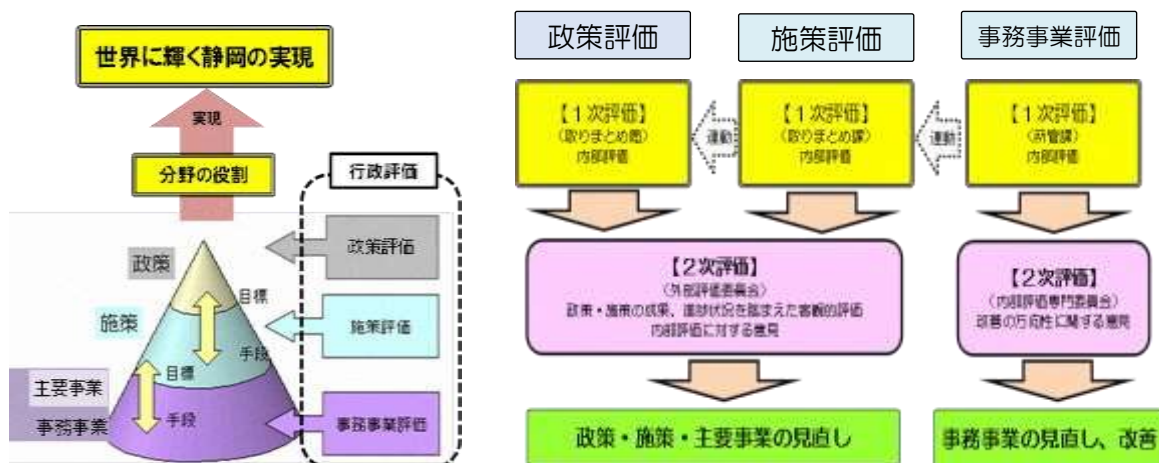 世界に輝く静岡の実現
実現
分野の役割
行政評価
政策
施策
主要事業
事務事業
目標
手段
目標
手段
政策評価
施策評価
事務事業評価
政策評価
施策評価
事務事業評価
【1次評価】
(取りまとめ局)
内部評価
連動
【1次評価】
(取りまとめ課)
内部評価
連動
【1次評価】
(所管課)
内部評価
【2次評価】
(外部評価委員会)
政策・施策の成果、進捗状況を踏まえた客観的評価
内部評価に対する意見
【2次評価】
(内部評価専門委員会)
改善の方向性に関する意見
政策・施策・主要事業の見直し
事務事業の見直し、改善